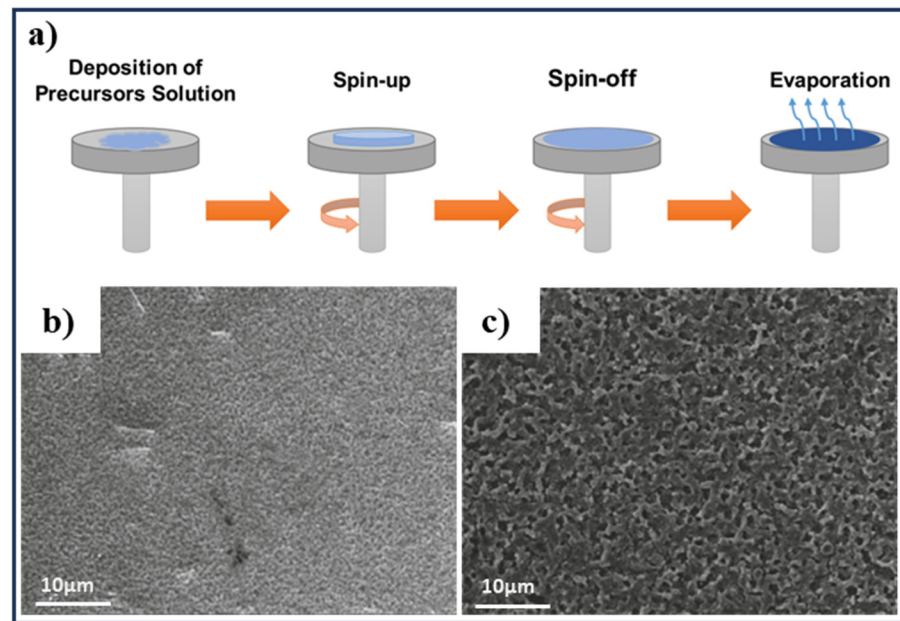 a)
Deposition of
Precursors Solution
Spin-up
Spin-off
Evaporation
b)
10µm
c)
10µm